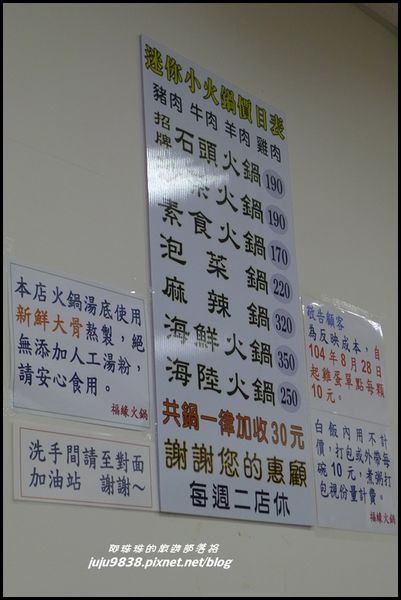 迷你小火鍋價目表
豬肉 牛肉 羊肉 雞肉
招牌石頭火鍋 190
火鍋 190
素食火鍋 170
泡菜鍋 220
麻辣鍋 320
海鮮火鍋 350
海陸火鍋 250
共鍋一律加收30元
謝謝您的惠顧
每週二店休
本店火鍋湯底使用
新鮮大骨熬製，絕
無添加人工湯粉，
請安心食用。
福緣火鍋
洗手間請至對面
加油站 謝謝～
敬告顧客
為反映成本，自
104年8月28日
起雞蛋單點每顆
10元。
白飯內用不計
價，打包或外帶每
碗10元，煮粥打
包視份量計費。
福緣火鍋
即珠珠的旅遊部落格
juju9838.pixnet.net/blog